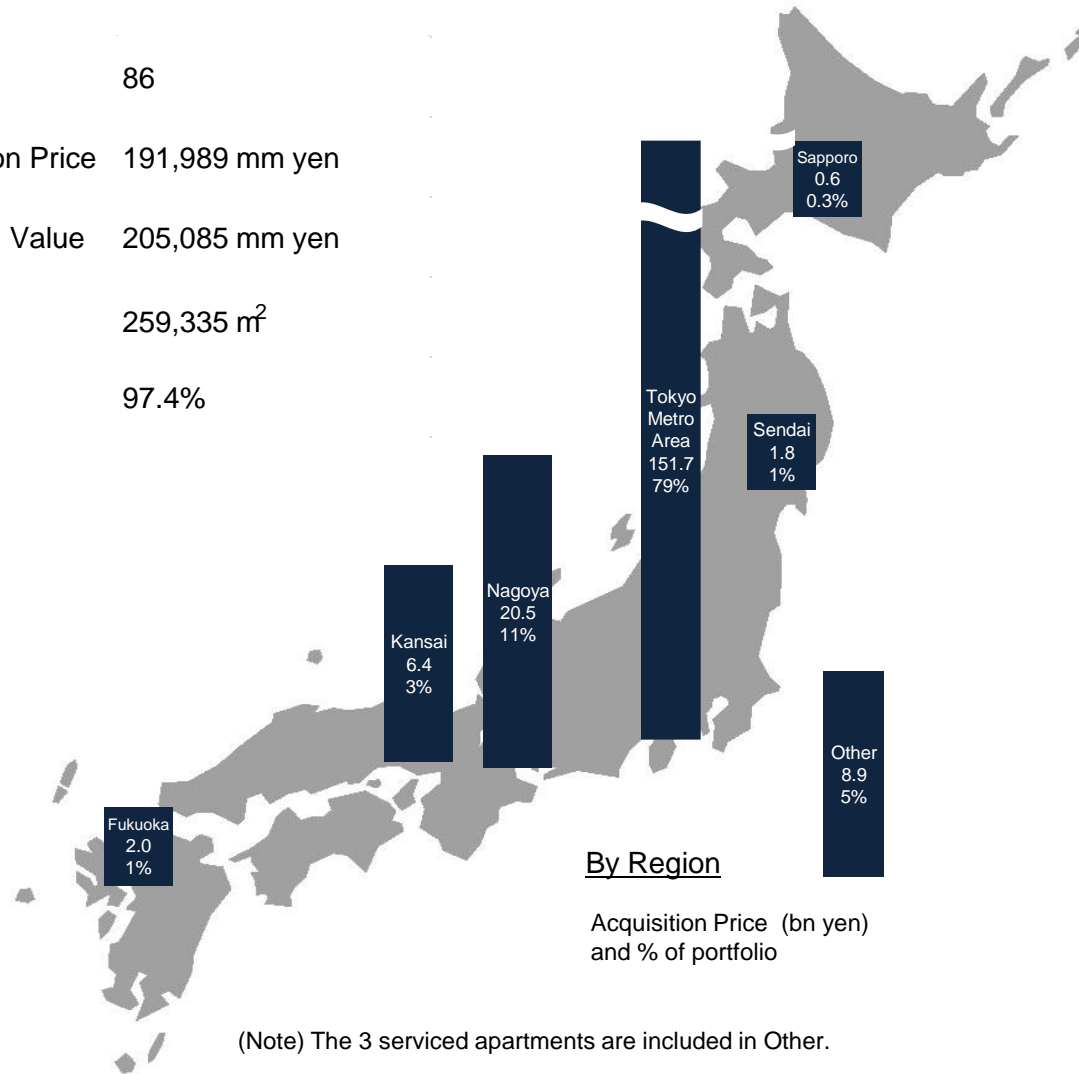 86
on Price 191,989 mm yen
Value 205,085 mm yen
259,335 m²
97.4%
Sapporo
0.6
0.3%
Tokyo
Metro
Area
151.7
79%
Sendai
1.8
1%
Nagoya
20.5
11%
Kansai
6.4
3%
Other
8.9
5%
Fukuoka
2.0
1%
By Region
Acquisition Price (bn yen)
and % of portfolio
(Note) The 3 serviced apartments are included in Other.